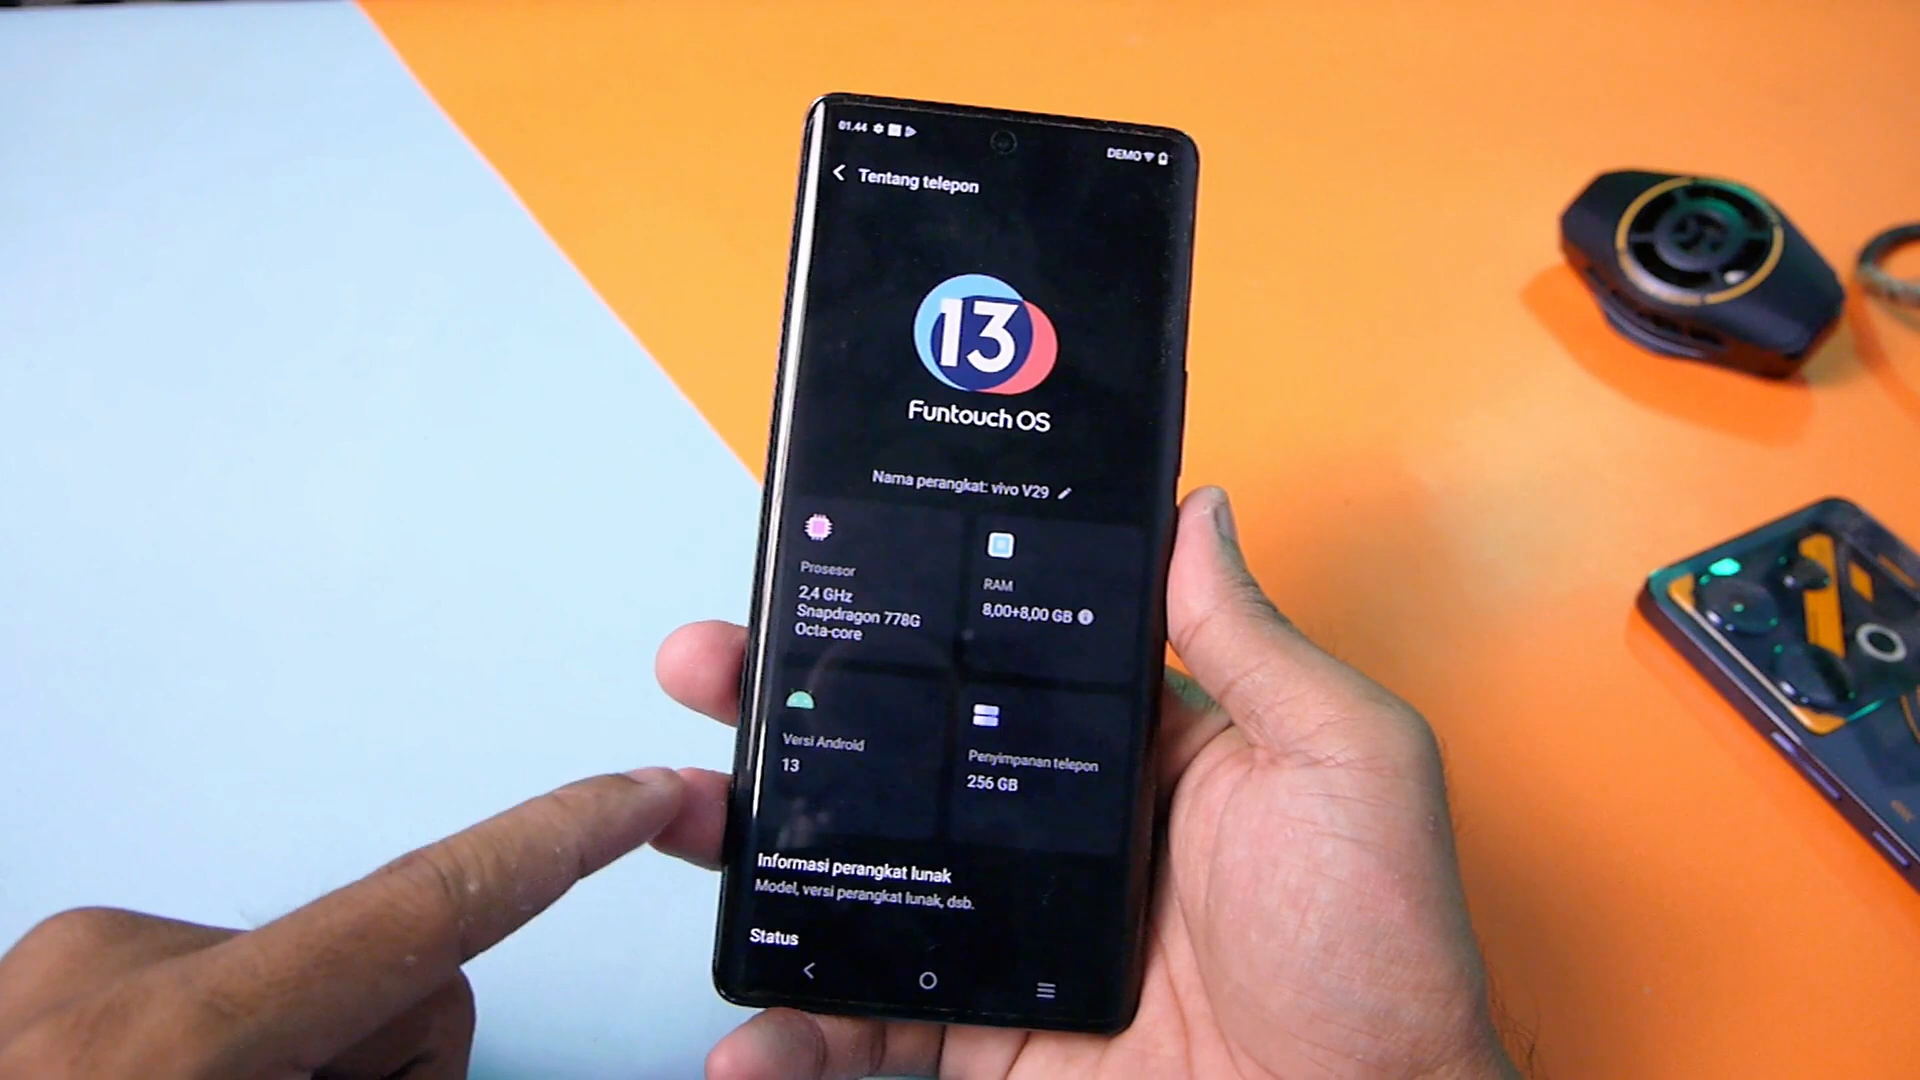 01.44
DEMO
Tentang telepon
13
Funtouch OS
Nama perangkat: vivo V29
Prosesor
2,4 GHz
Snapdragon 778G
Octa-core
RAM
8,00+8,00 GB
Versi Android
13
Penyimpanan telepon
256 GB
Informasi perangkat lunak
Model, versi perangkat lunak, dsb.
Status